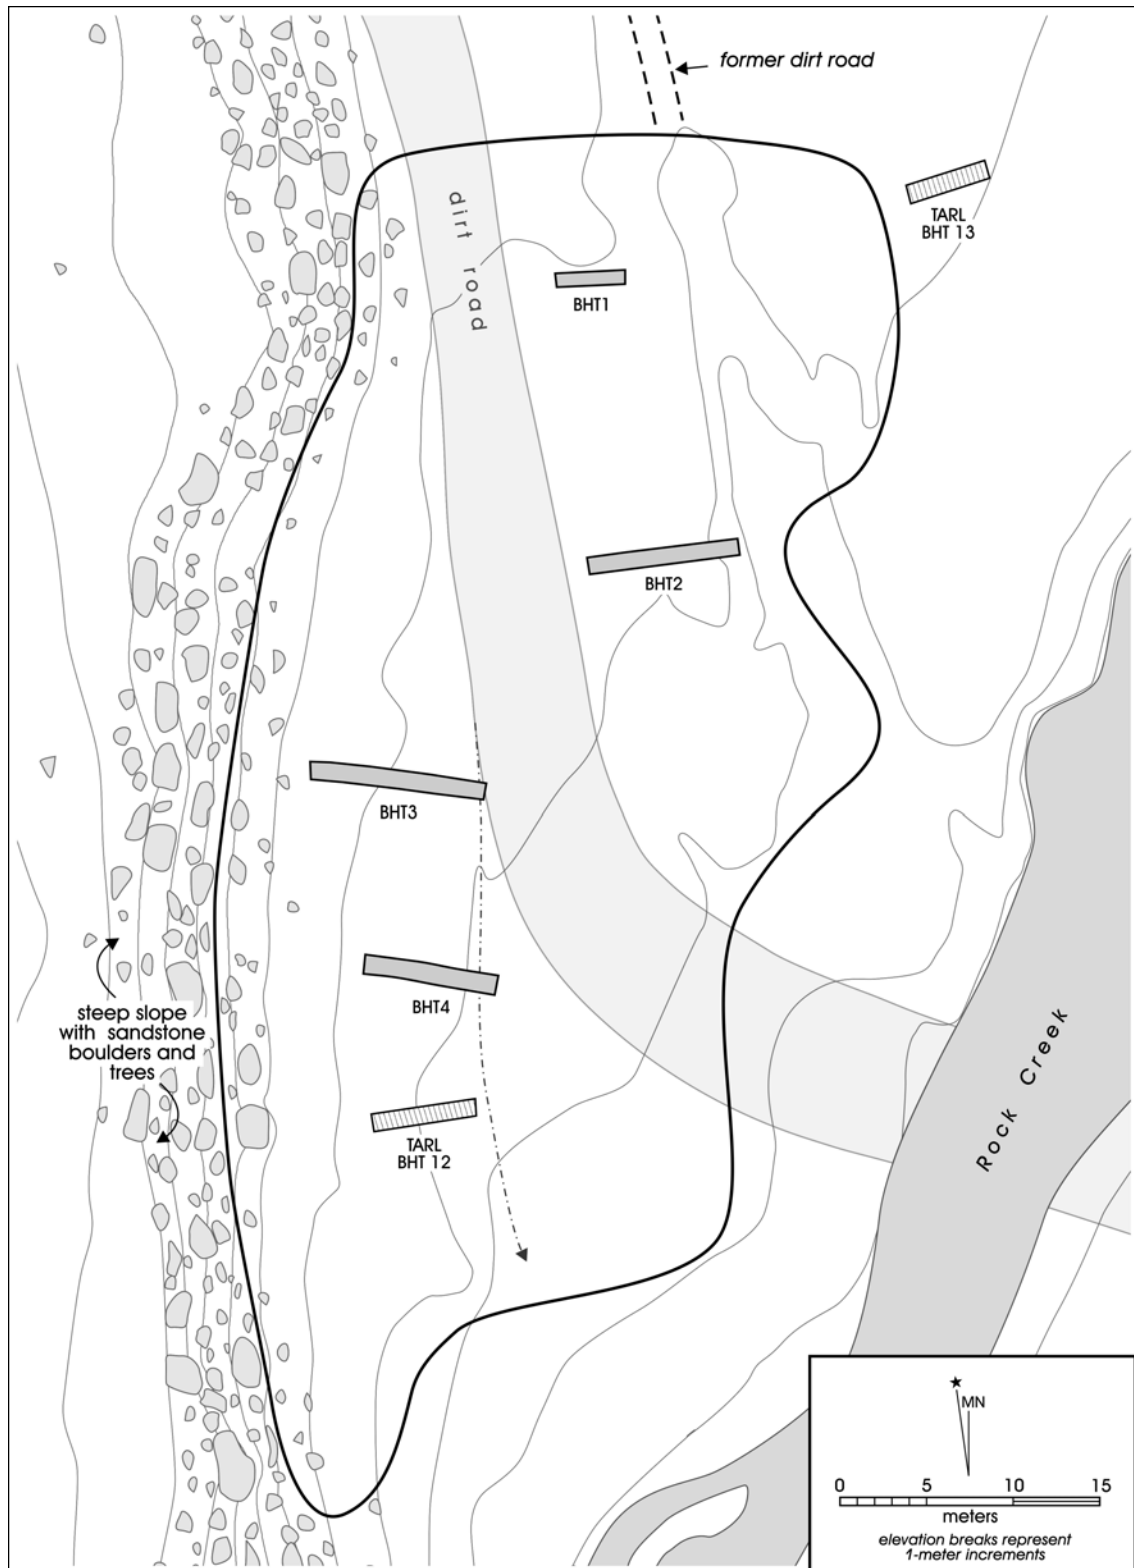 former dirt road
TARL
BHT 13
dirt road
BHT1
BHT2
BHT3
BHT4
steep slope
with sandstone
boulders and
trees
TARL
BHT 12
Rock Creek
MN
0 5 10 15
meters
elevation breaks represent
1-meter increments